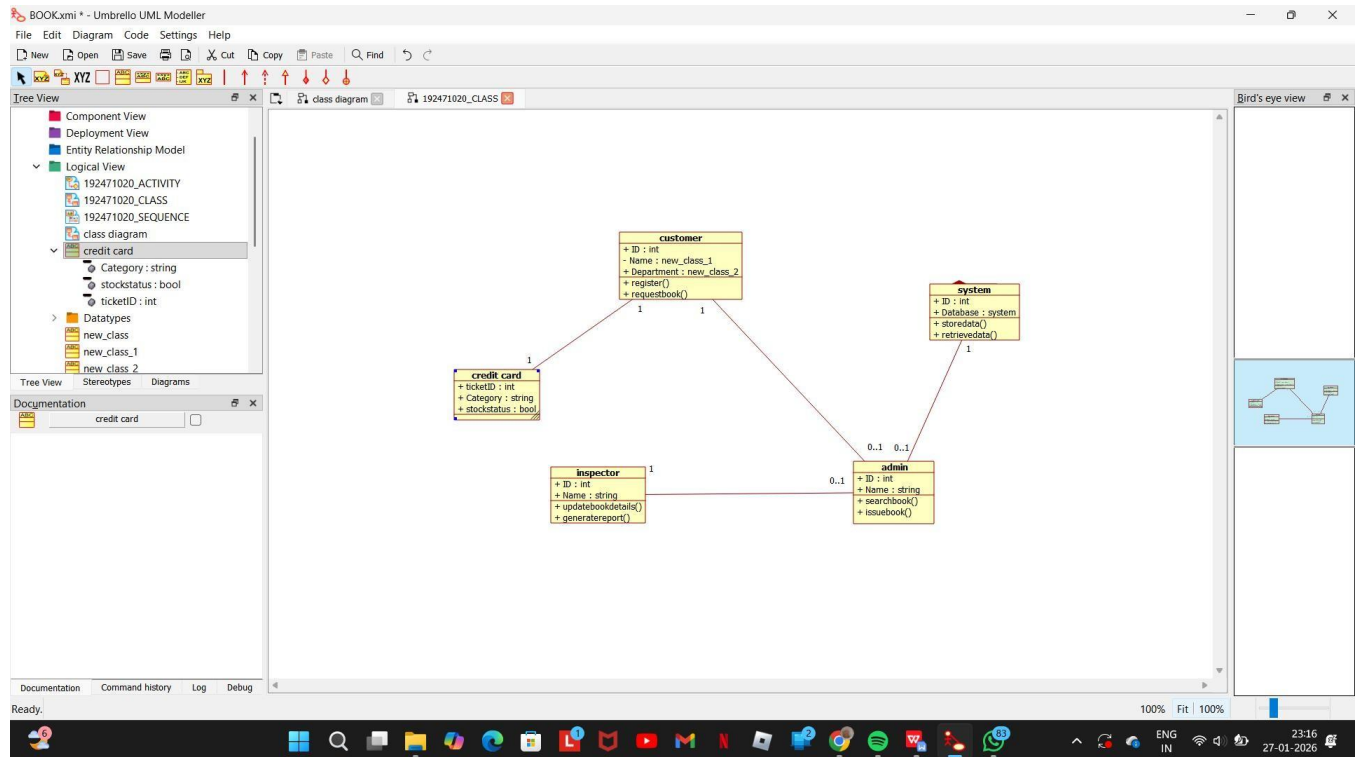 BOOK.xmi * - Umbrello UML Modeller
File Edit Diagram Code Settings Help
New Open Save Cut Copy Paste Find
XYZ
Tree View
Component View
Deployment View
Entity Relationship Model
Logical View
192471020_ACTIVITY
192471020_CLASS
192471020_SEQUENCE
class diagram
credit card
Category : string
stockstatus : bool
ticketID : int
Datatypes
new_class
new_class_1
new class 2
Tree View Stereotypes Diagrams
Documentation
credit card
Documentation Command history Log Debug
Ready.
class diagram 192471020_CLASS
customer
+ ID : int
- Name : new_class_1
+ Department : new_class_2
+ register()
+ requestbook()
1 1
system
+ ID : int
+ Database : system
+ storedata()
+ retrievedata()
1
1
credit card
+ ticketID : int
+ Category : string
+ stockstatus : bool
0..1 0..1
inspector
+ ID : int
+ Name : string
+ updatebookdetails()
+ generatereport()
1
0..1
admin
+ ID : int
+ Name : string
+ searchbook()
+ issuebook()
Bird's eye view
100% Fit 100%
6
2
83
ENG
IN
23:16
27-01-2026